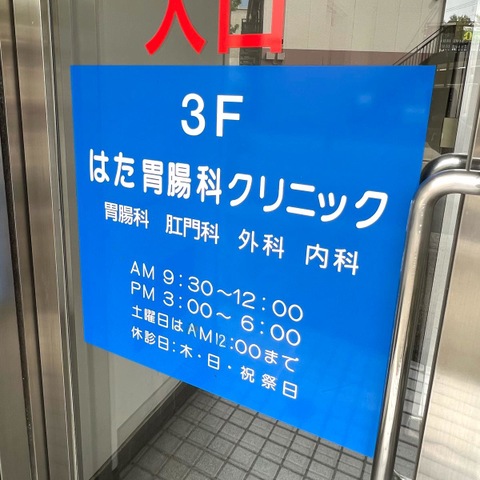 入口
3F
はた胃腸科クリニック
胃腸科 肛門科 外科 内科
AM 9:30〜12:00
PM 3:00〜 6:00
土曜日はAM12:00まで
休診日:木・日・祝祭日